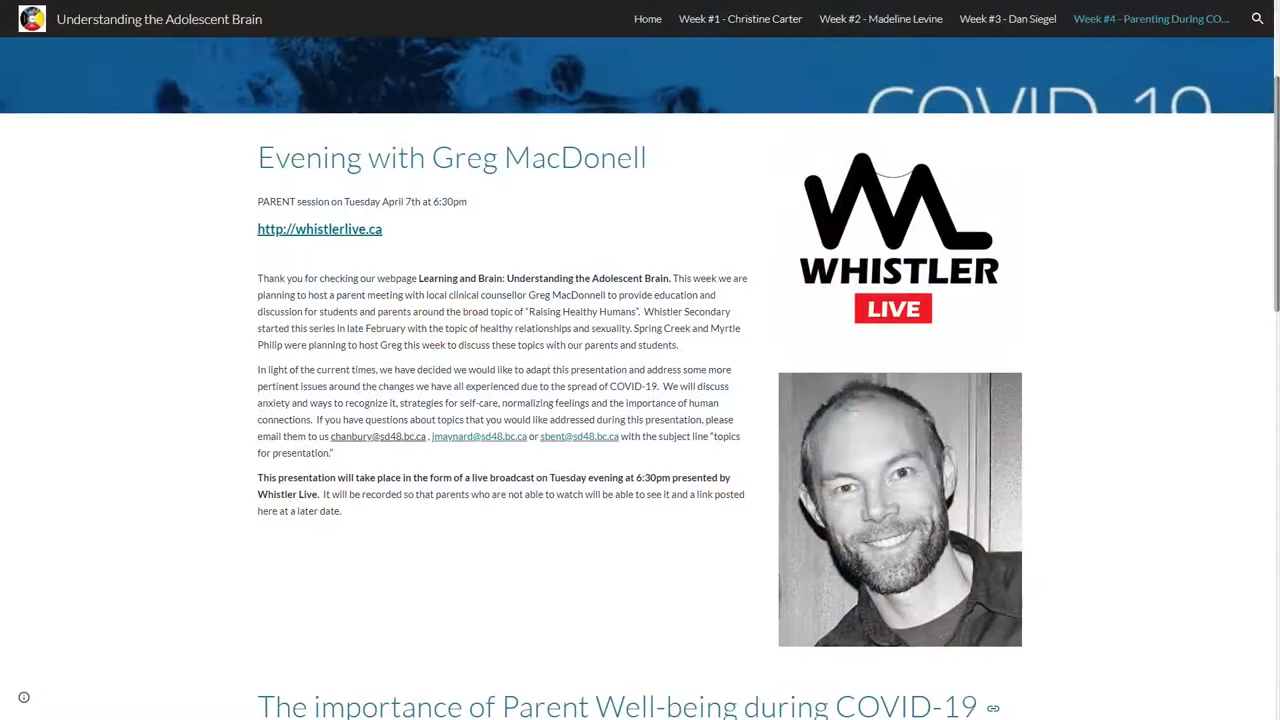 Understanding the Adolescent Brain
Home
Week #1 - Christine Carter
Week #2 - Madeline Levine
Week #3 - Dan Siegel
Week #4 - Parenting During CO...
COVID-19
Evening with Greg MacDonell
PARENT session on Tuesday April 7th at 6:30pm
http://whistlerlive.ca
Thank you for checking our webpage Learning and Brain: Understanding the Adolescent Brain. This week we are
planning to host a parent meeting with local clinical counsellor Greg MacDonnell to provide education and
discussion for students and parents around the broad topic of "Raising Healthy Humans". Whistler Secondary
started this series in late February with the topic of healthy relationships and sexuality. Spring Creek and Myrtle
Philip were planning to host Greg this week to discuss these topics with our parents and students.
In light of the current times, we have decided we would like to adapt this presentation and address some more
pertinent issues around the changes we have all experienced due to the spread of COVID-19. We will discuss
anxiety and ways to recognize it, strategies for self-care, normalizing feelings and the importance of human
connections. If you have questions about topics that you would like addressed during this presentation, please
email them to us chanbury@sd48.bc.ca , jmaynard@sd48.bc.ca or sbent@sd48.bc.ca with the subject line "topics
for presentation."
This presentation will take place in the form of a live broadcast on Tuesday evening at 6:30pm presented by
Whistler Live. It will be recorded so that parents who are not able to watch will be able to see it and a link posted
here at a later date.
WHISTLER
LIVE
The importance of Parent Well-being during COVID-19